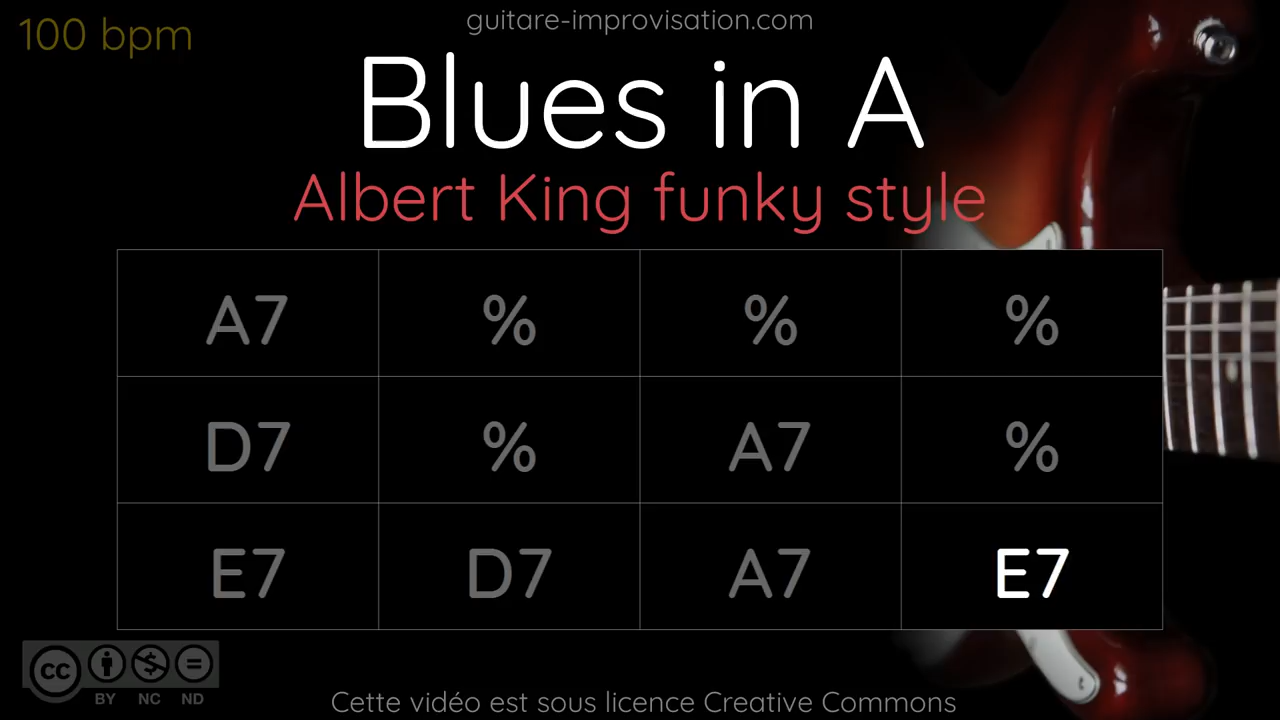 100 bpm
guitare-improvisation.com
Blues in A
Albert King funky style
A7 % % %
D7 % A7 %
E7 D7 A7 E7
cc BY NC ND
Cette vidéo est sous licence Creative Commons